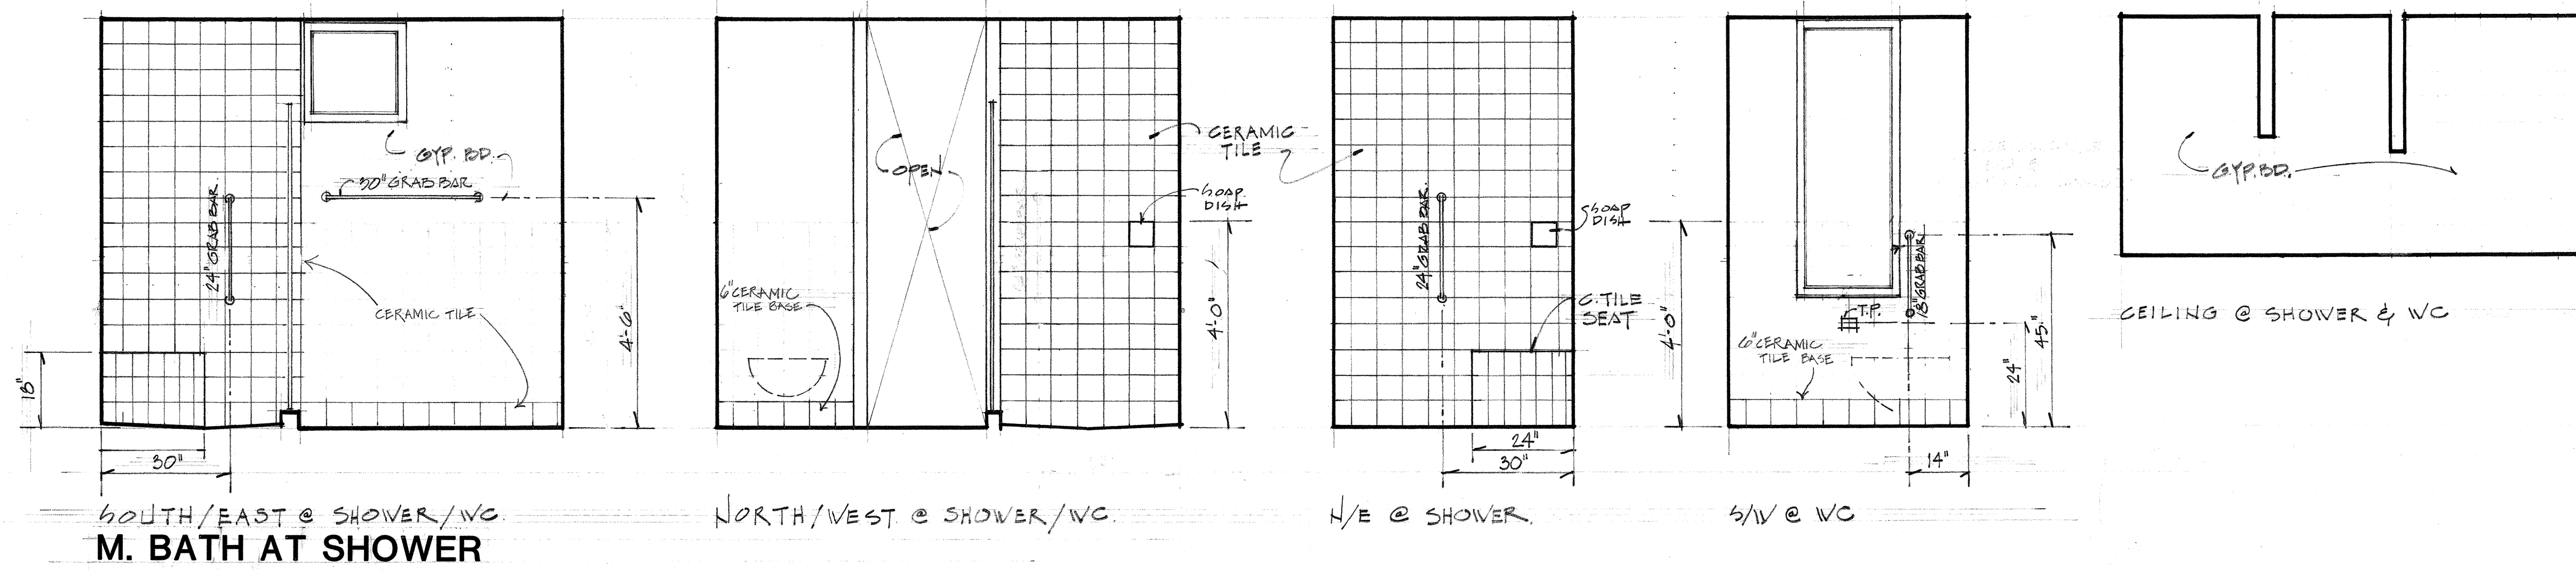 GYP. BD.
30" GRAB BAR
24" GRAB BAR.
CERAMIC TILE
4'-6"
18"
30"
SOUTH/EAST @ SHOWER/WC.
M. BATH AT SHOWER
OPEN
CERAMIC
TILE
SOAP
DISH
6" CERAMIC
TILE BASE
4'-0"
NORTH/WEST @ SHOWER/WC.
24" GRAB BAR.
SOAP
DISH
C. TILE
SEAT
4'-0"
24"
30"
N/E @ SHOWER.
18" GRAB BAR.
T.P.
6" CERAMIC
TILE BASE
24"
45"
14"
S/W @ WC
GYP. BD.
CEILING @ SHOWER & WC